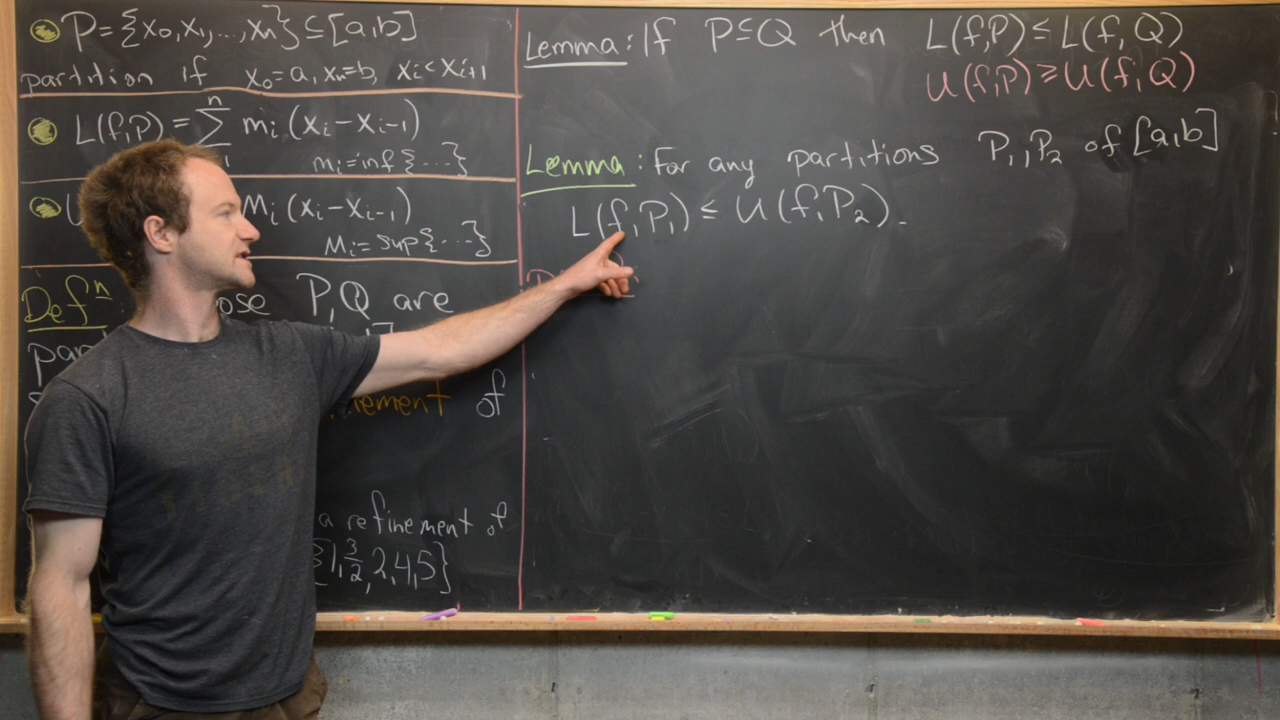 P={x₀,x₁,...,xₙ}⊆[a,b]
partition if x₀=a, xₙ=b, xᵢ<xᵢ₊₁
L(f,P) = Σ mᵢ(xᵢ-xᵢ₋₁)
n
1
mᵢ=inf{...}
Mᵢ(xᵢ-xᵢ₋₁)
Mᵢ=sup{...}
Defⁿ: P,Q are
of
a refinement of
{1,3/2,2,4,5}
Lemma: If P⊆Q then L(f,P) ≤ L(f,Q)
U(f,P) ≥ U(f,Q)
Lemma: For any partitions P₁,P₂ of [a,b]
L(f,P₁) ≤ U(f,P₂).